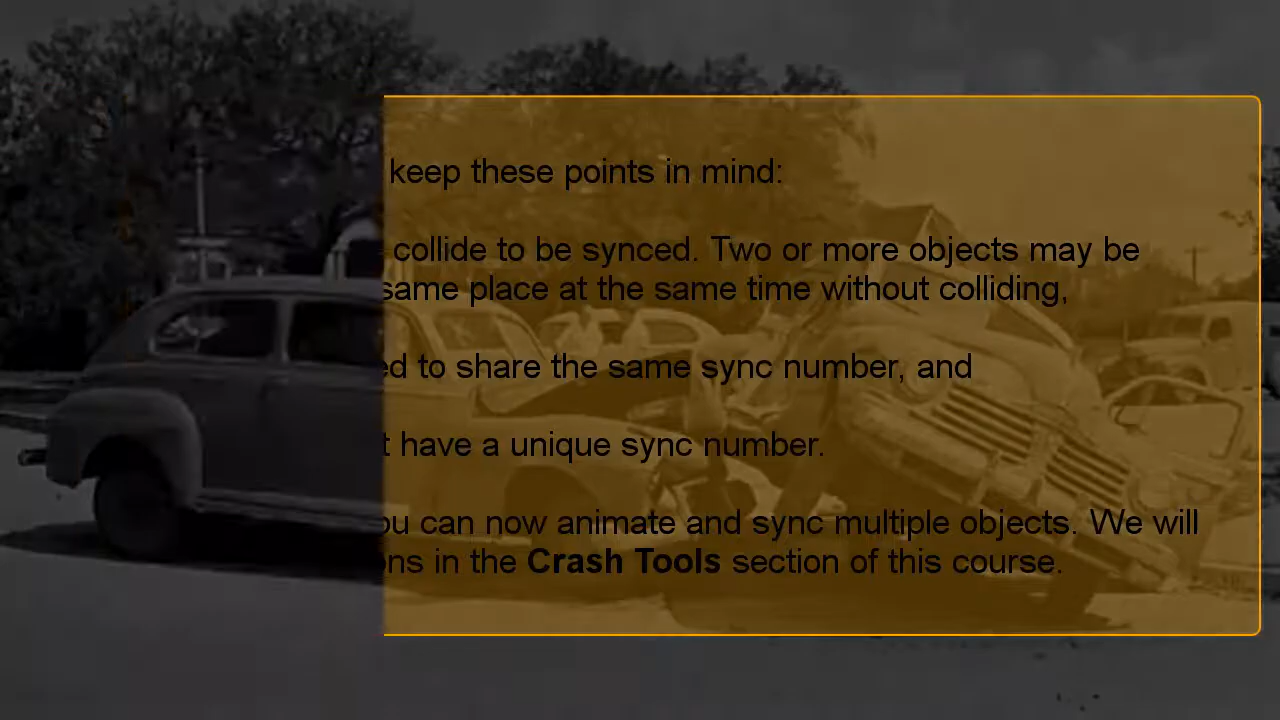 keep these points in mind:
collide to be synced. Two or more objects may be
same place at the same time without colliding,
to share the same sync number, and
have a unique sync number.
can now animate and sync multiple objects. We will
in the Crash Tools section of this course.